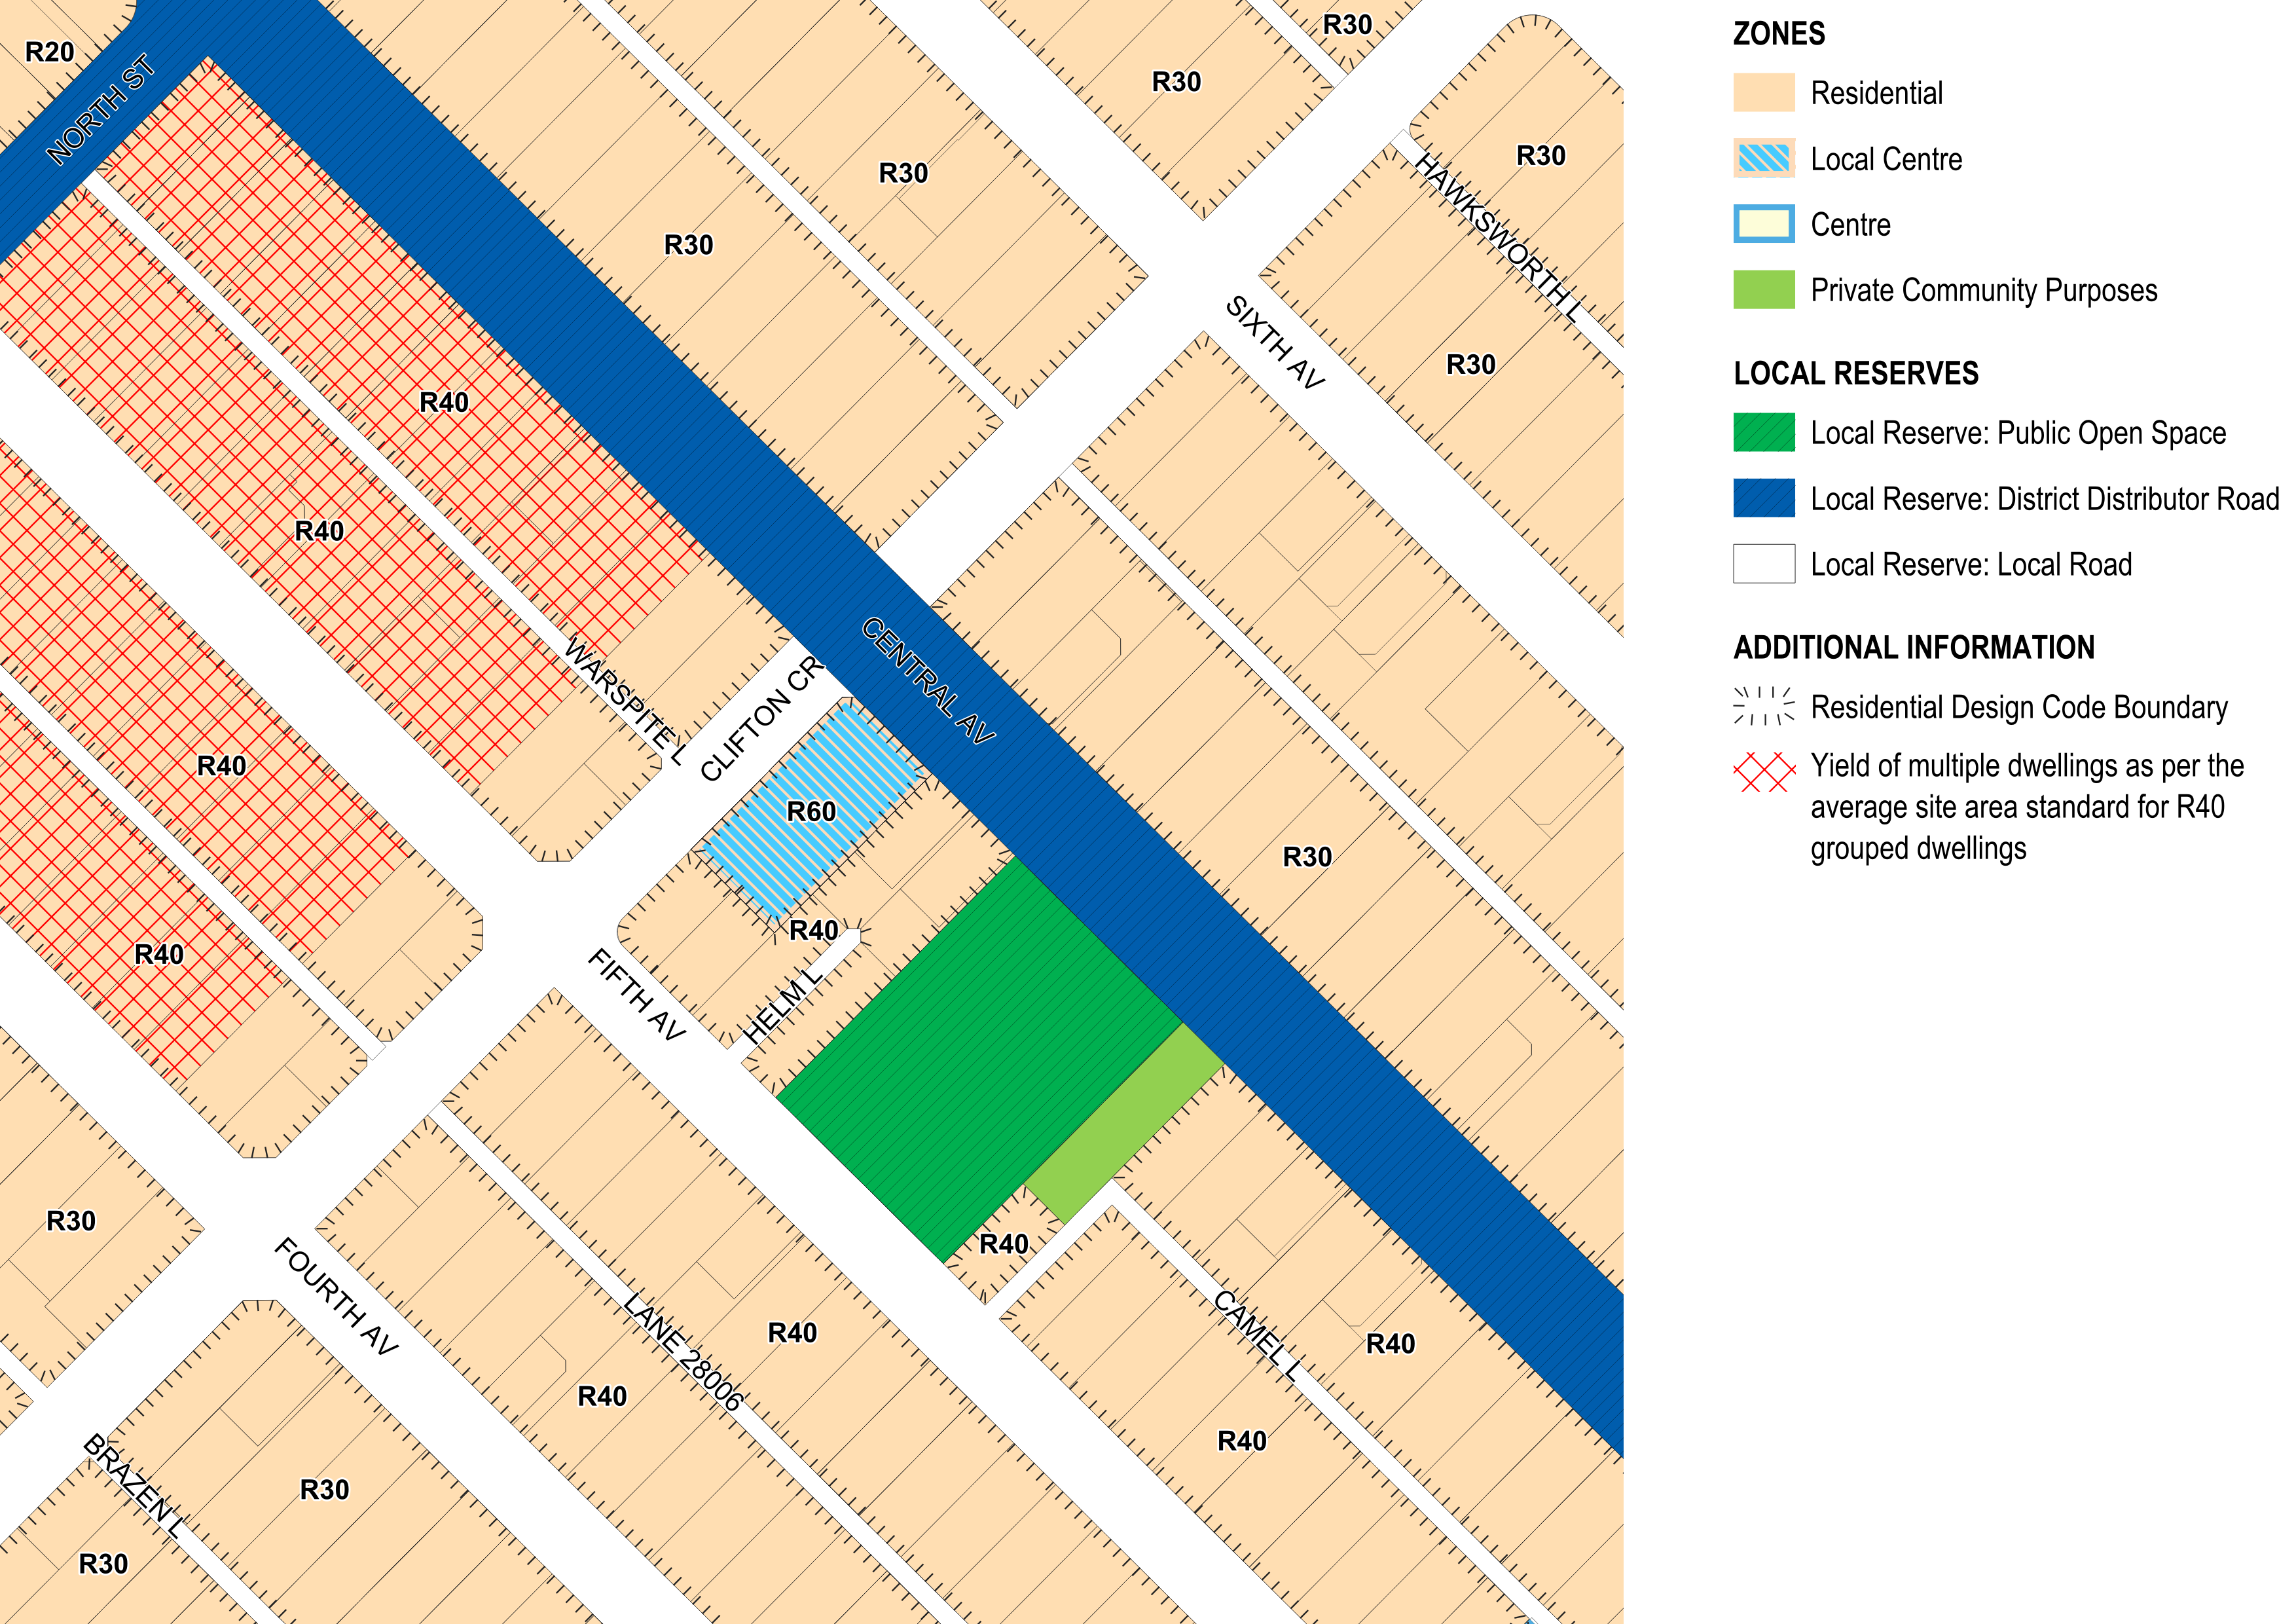 R20
NORTH ST
R30
R30
R30
R30
R30
HAWKSWORTH L
SIXTH AV
R30
R40
R40
WARSPITE L
CLIFTON CR
CENTRAL AV
R40
R60
R30
R40
R40
FIFTH AV
HELM L
R30
FOURTH AV
R40
R40
LANE 28006
R40
CAMEL L
R40
R40
BRAZEN L
R30
R30
ZONES
Residential
Local Centre
Centre
Private Community Purposes
LOCAL RESERVES
Local Reserve: Public Open Space
Local Reserve: District Distributor Road
Local Reserve: Local Road
ADDITIONAL INFORMATION
Residential Design Code Boundary
Yield of multiple dwellings as per the
average site area standard for R40
grouped dwellings